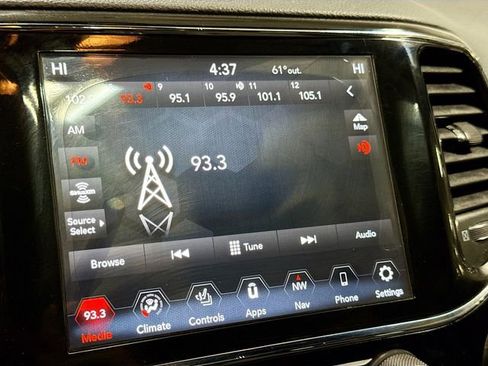 HI 4:37 61° out. HI
9 10 11 12
93.3 95.1 95.9 101.1 105.1
AM
Map
FM
93.3
SiriusXM
Source
Select
Browse Tune Audio
93.3 NW
Media Climate Controls Apps Nav Phone Settings